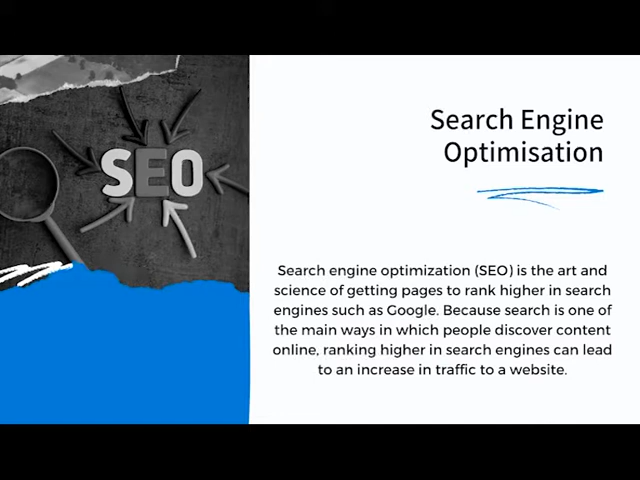 SEO
Search Engine
Optimisation
Search engine optimization (SEO) is the art and
science of getting pages to rank higher in search
engines such as Google. Because search is one of
the main ways in which people discover content
online, ranking higher in search engines can lead
to an increase in traffic to a website.